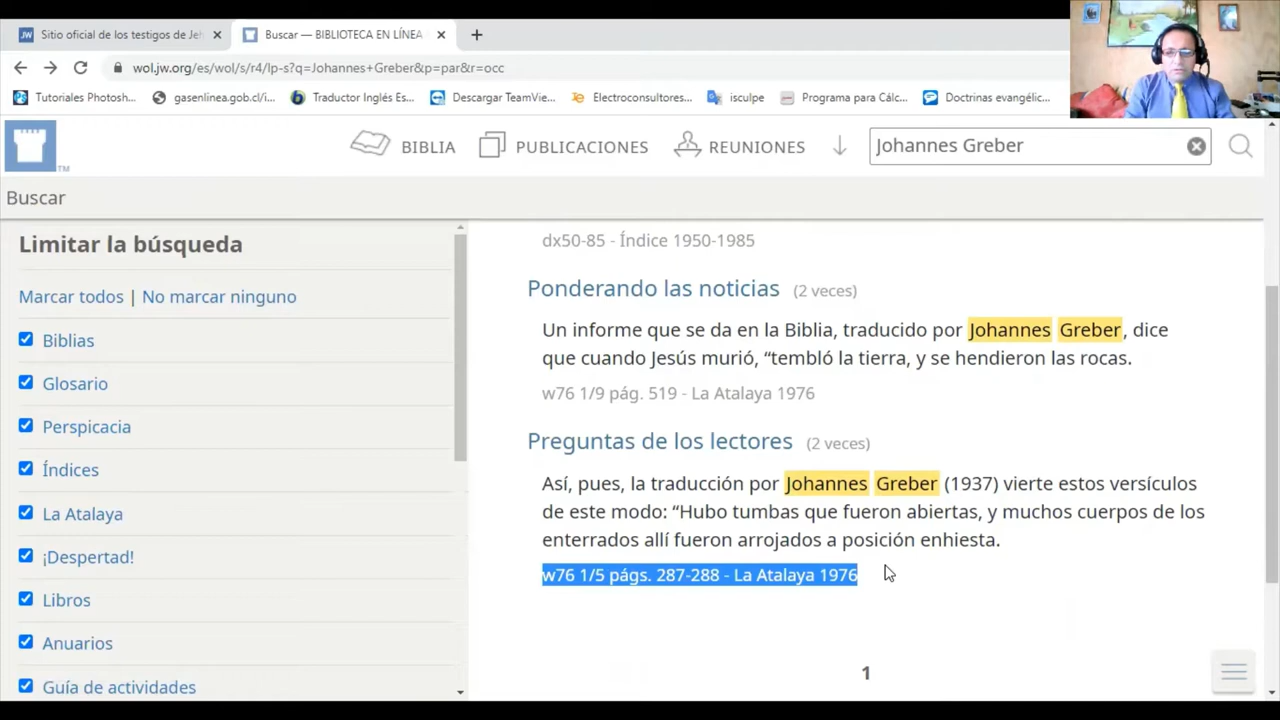 Sitio oficial de los testigos de Jeh
Buscar — BIBLIOTECA EN LÍNEA
wol.jw.org/es/wol/s/r4/lp-s?q=Johannes+Greber&p=par&r=occ
Tutoriales Photosh... gasenlinea.gob.cl/i... Traductor Inglés Es... Descargar TeamVie... Electroconsultores... isculpe Programa para Cálc... Doctrinas evangélic...
BIBLIA PUBLICACIONES REUNIONES Johannes Greber
TM
Buscar
Limitar la búsqueda
Marcar todos | No marcar ninguno
Biblias
Glosario
Perspicacia
Índices
La Atalaya
¡Despertad!
Libros
Anuarios
Guía de actividades
dx50-85 - Índice 1950-1985
Ponderando las noticias (2 veces)
Un informe que se da en la Biblia, traducido por Johannes Greber, dice
que cuando Jesús murió, “tembló la tierra, y se hendieron las rocas.
w76 1/9 pág. 519 - La Atalaya 1976
Preguntas de los lectores (2 veces)
Así, pues, la traducción por Johannes Greber (1937) vierte estos versículos
de este modo: “Hubo tumbas que fueron abiertas, y muchos cuerpos de los
enterrados allí fueron arrojados a posición enhiesta.
w76 1/5 págs. 287-288 - La Atalaya 1976
1